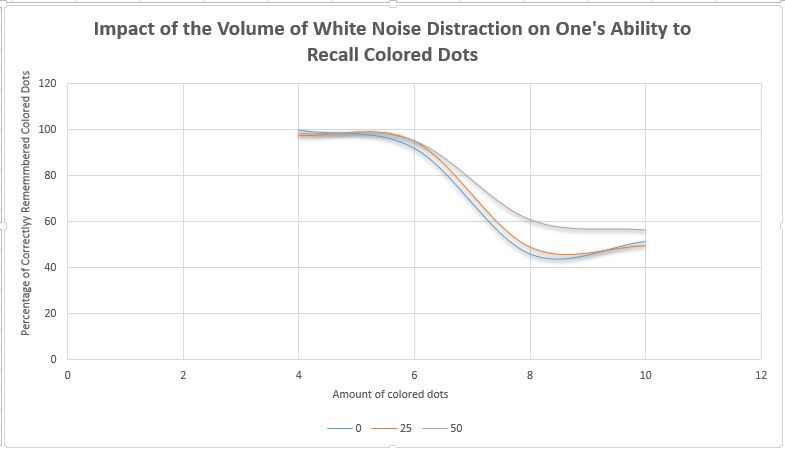 Impact of the Volume of White Noise Distraction on One's Ability to
Recall Colored Dots
Percentage of Correctlyy Rememmbered Colored Dots
120
100
80
60
40
20
0
0 2 4 6 8 10 12
Amount of colored dots
0 25 50